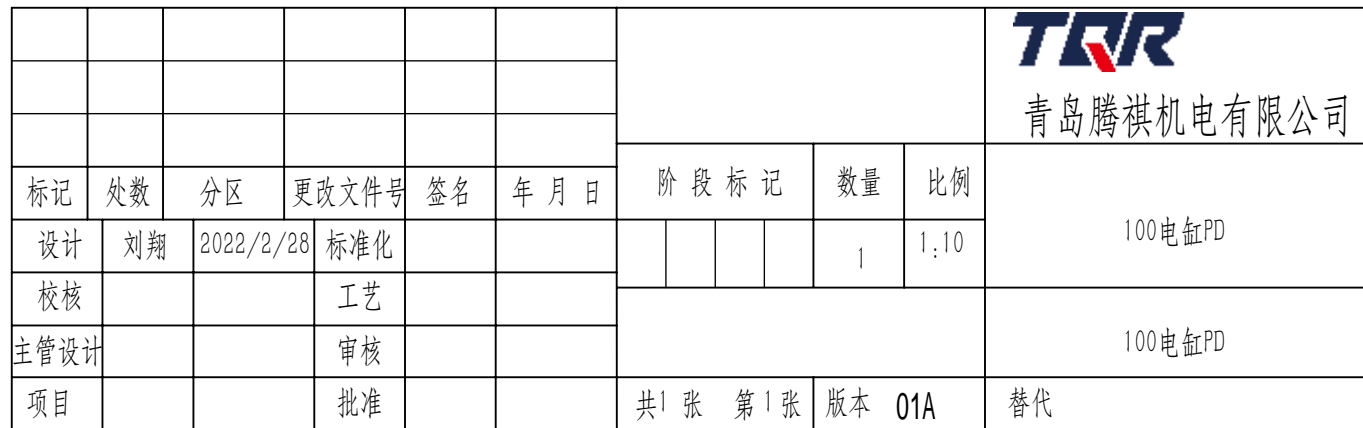 TQR
青岛腾祺机电有限公司
标记 处数 分区 更改文件号 签名 年 月 日 阶 段 标 记 数量 比例
设计 刘翔 2022/2/28 标准化 1 1:10 100电缸PD
校核 工艺
主管设计 审核 100电缸PD
项目 批准 共1 张 第1张 版本 01A 替代